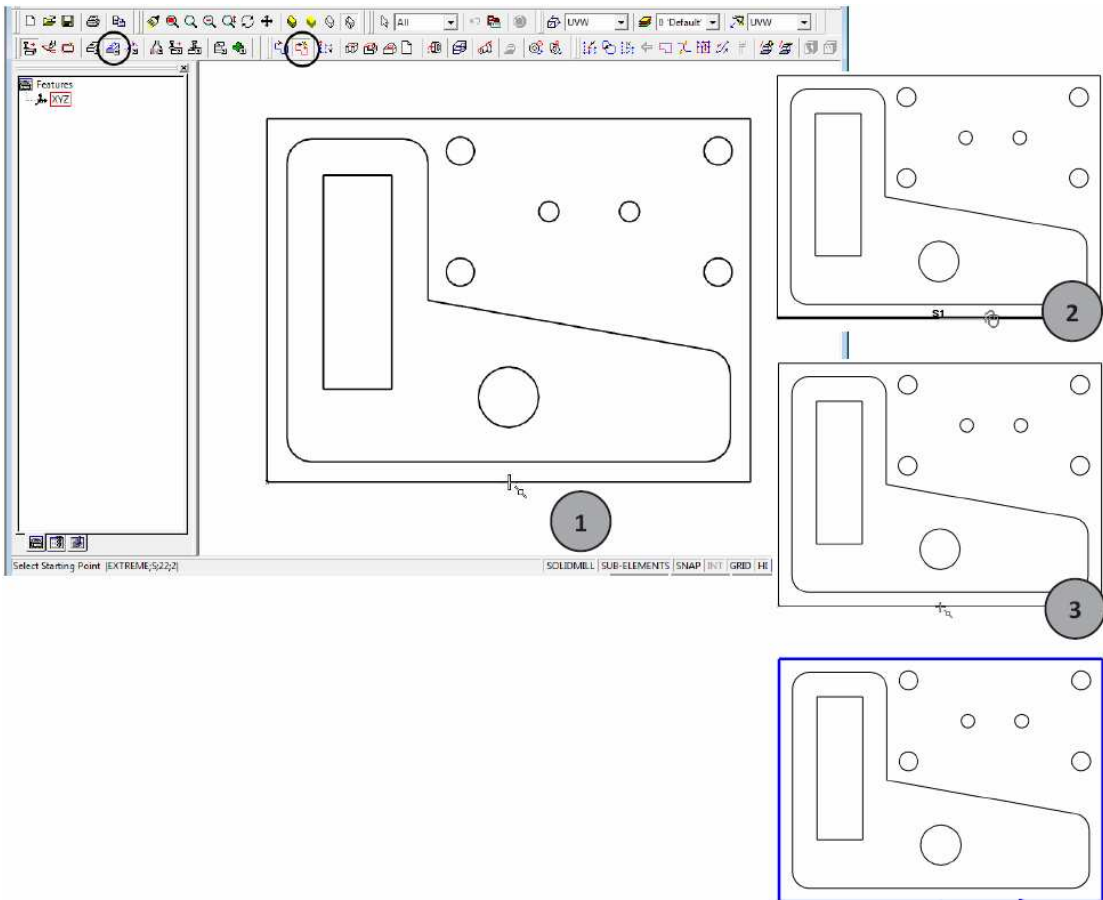 All
UVW
0 'Default'
UVW
Features
XYZ
1
Select Starting Point |EXTREME;S;22;2|
SOLIDMILL
SUB-ELEMENTS
SNAP
INT
GRID
HI
S1
2
3